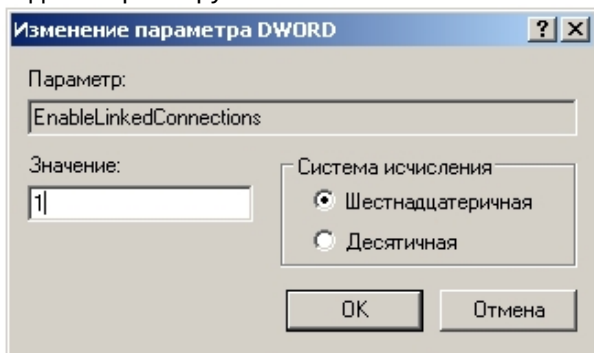 Изменение параметра DWORD
Параметр:
EnableLinkedConnections
Значение:
1
Система исчисления
Шестнадцатеричная
Десятичная
OK
Отмена